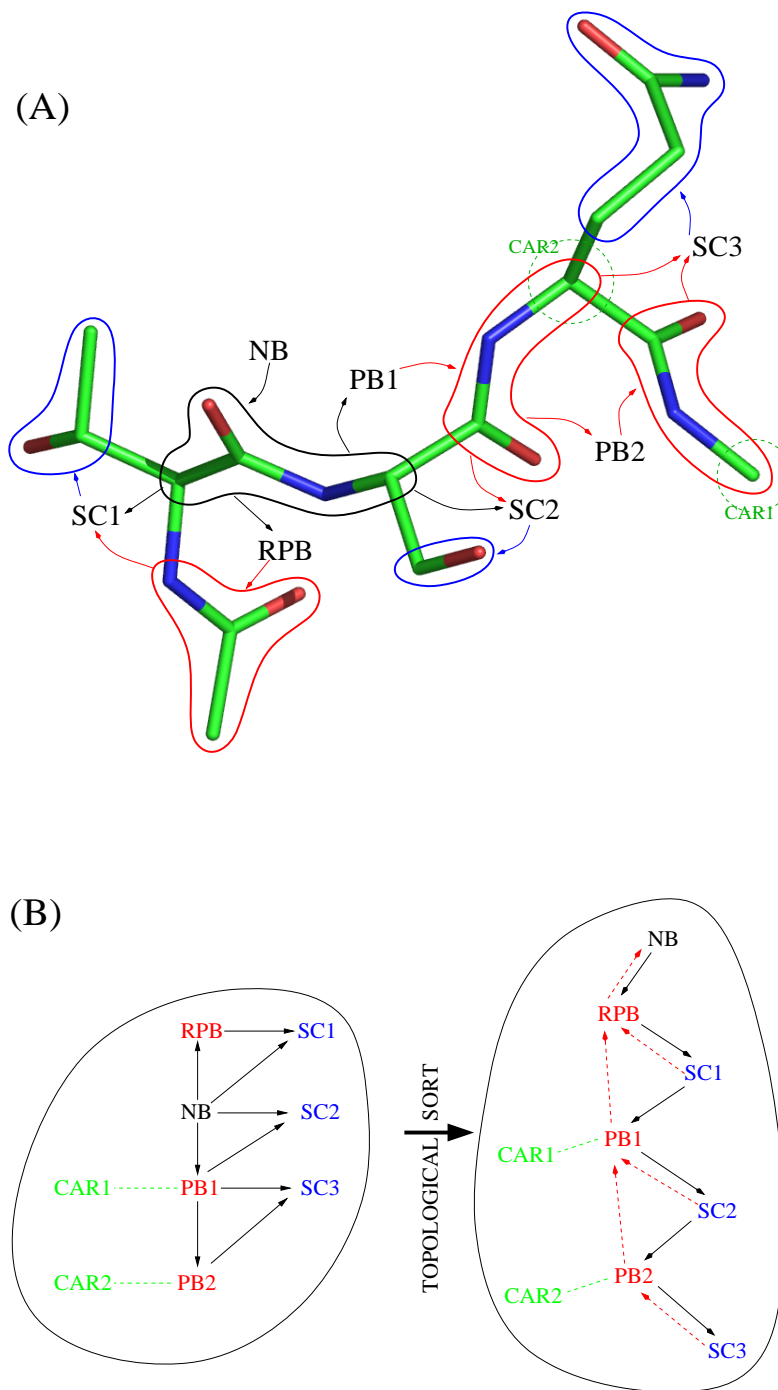 (A)
CAR2
SC3
NB
PB1
PB2
SC1
SC2
CAR1
RPB
(B)
NB
RPB
SC1
RPB
SC1
NB
SC2
PB1
CAR1
CAR1
PB1
SC3
SC2
CAR2
PB2
PB2
CAR2
SC3
TOPOLOGICAL SORT